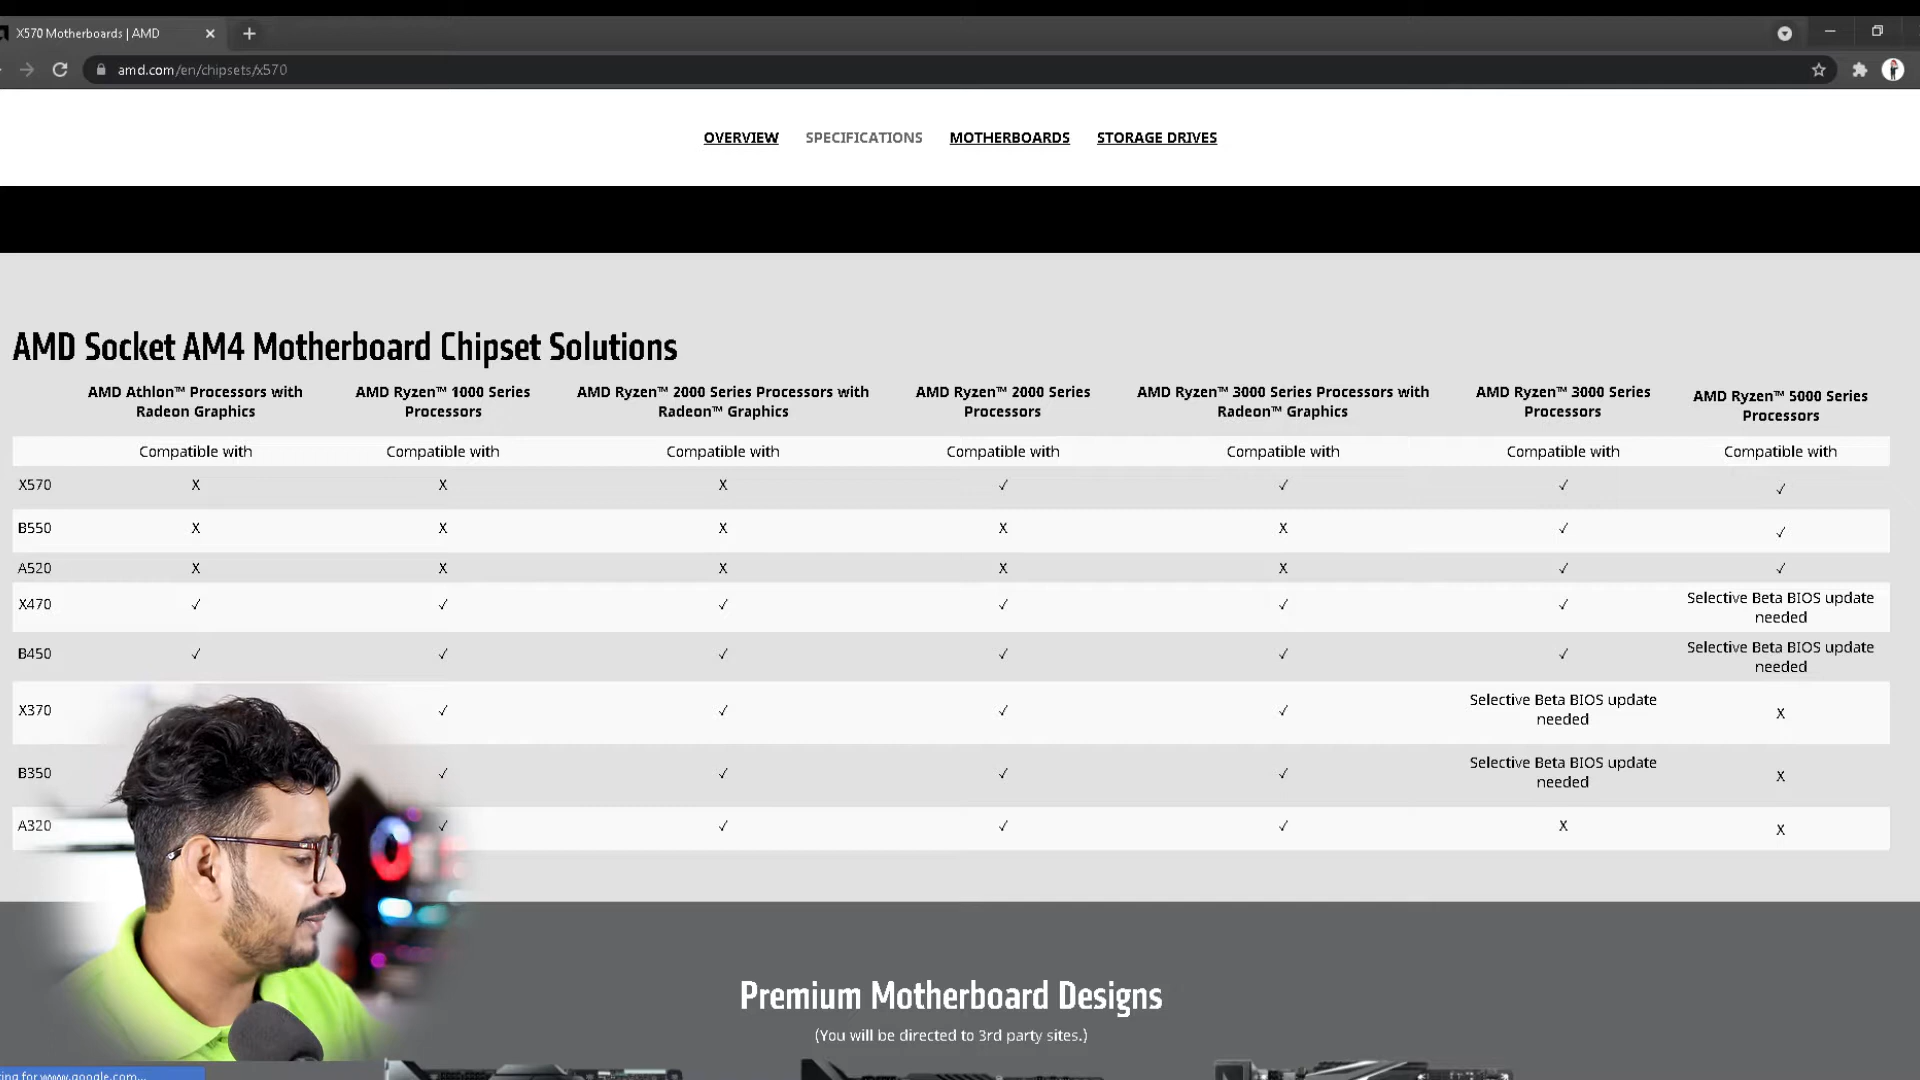 X570 Motherboards | AMD
amd.com/en/chipsets/x570
OVERVIEW SPECIFICATIONS MOTHERBOARDS STORAGE DRIVES
AMD Socket AM4 Motherboard Chipset Solutions
AMD Athlon™ Processors with Radeon Graphics AMD Ryzen™ 1000 Series Processors AMD Ryzen™ 2000 Series Processors with Radeon™ Graphics AMD Ryzen™ 2000 Series Processors AMD Ryzen™ 3000 Series Processors with Radeon™ Graphics AMD Ryzen™ 3000 Series Processors AMD Ryzen™ 5000 Series Processors
Compatible with Compatible with Compatible with Compatible with Compatible with Compatible with Compatible with
X570 X X X ✓ ✓ ✓ ✓
B550 X X X X X ✓ ✓
A520 X X X X X ✓ ✓
X470 ✓ ✓ ✓ ✓ ✓ ✓ Selective Beta BIOS update needed
B450 ✓ ✓ ✓ ✓ ✓ ✓ Selective Beta BIOS update needed
X370 ✓ ✓ ✓ ✓ Selective Beta BIOS update needed X
B350 ✓ ✓ ✓ ✓ Selective Beta BIOS update needed X
A320 ✓ ✓ ✓ ✓ X X
Premium Motherboard Designs
(You will be directed to 3rd party sites.)
for www.google.com...